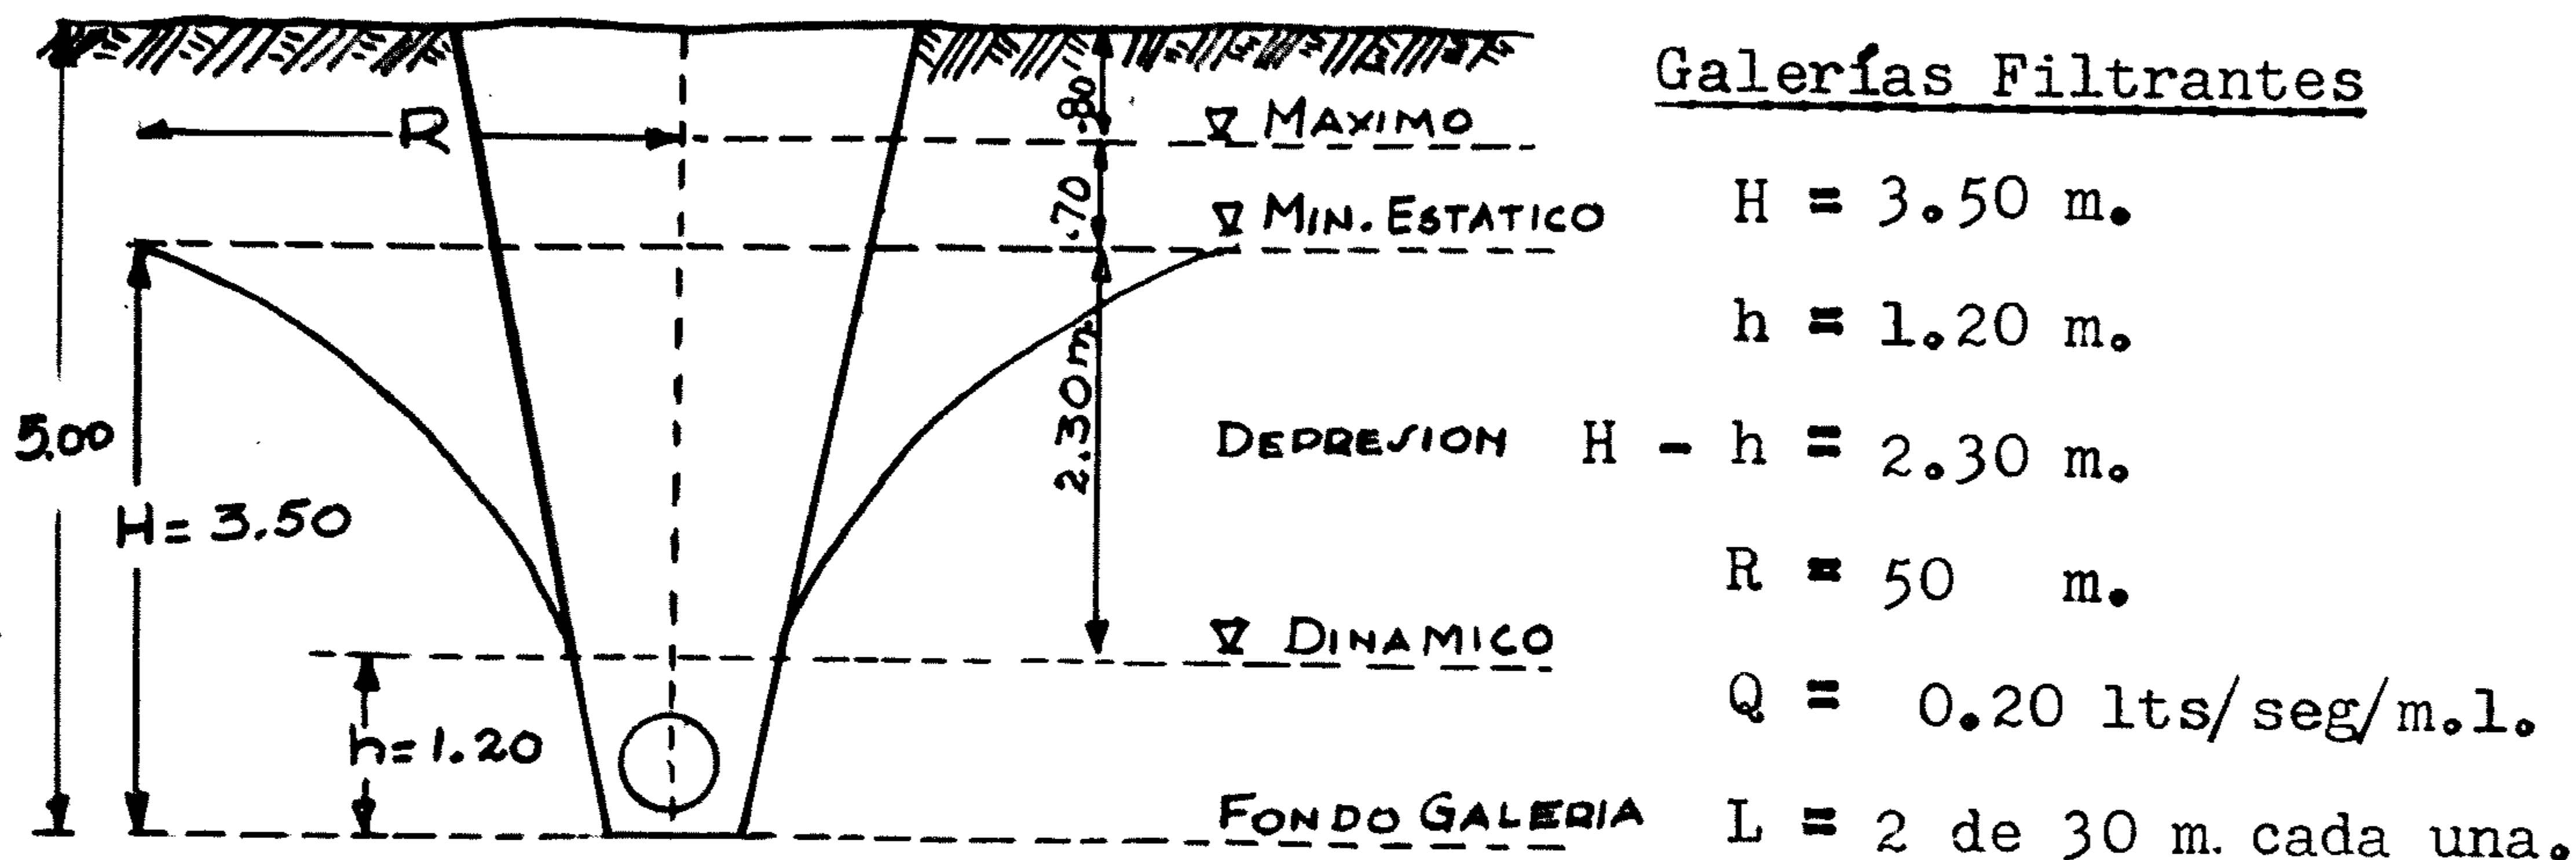 Galerías Filtrantes
.80
∇ MAXIMO
R
H = 3.50 m.
.70
∇ MIN. ESTATICO
h = 1.20 m.
5.00
2.30m.
DEPRESION H - h = 2.30 m.
H= 3.50
R = 50 m.
∇ DINAMICO
Q = 0.20 lts/seg/m.l.
h=1.20
FONDO GALERIA
L = 2 de 30 m. cada una.